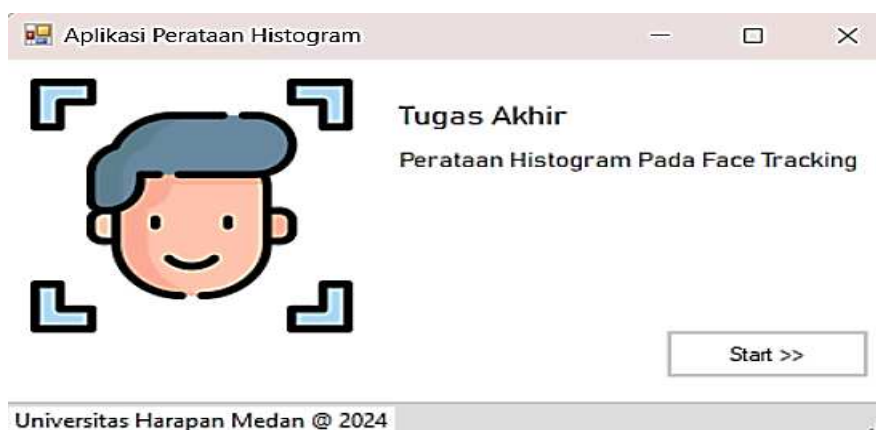 Aplikasi Perataan Histogram
Tugas Akhir
Perataan Histogram Pada Face Tracking
Start >>
Universitas Harapan Medan @ 2024